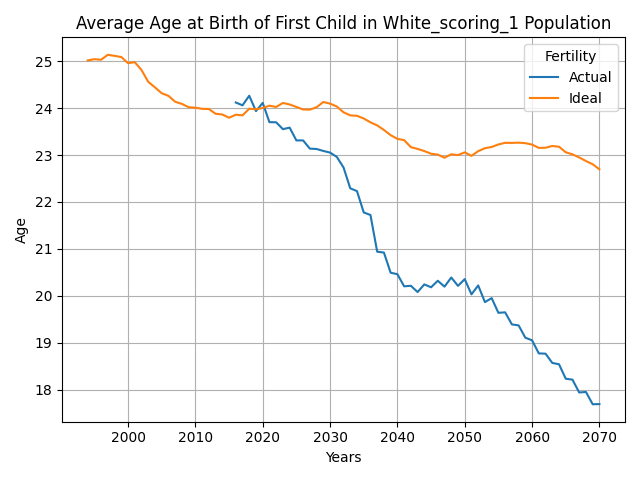 Average Age at Birth of First Child in White_scoring_1 Population
Fertility
Actual
Ideal
Age
25
24
23
22
21
20
19
18
2000
2010
2020
2030
2040
2050
2060
2070
Years